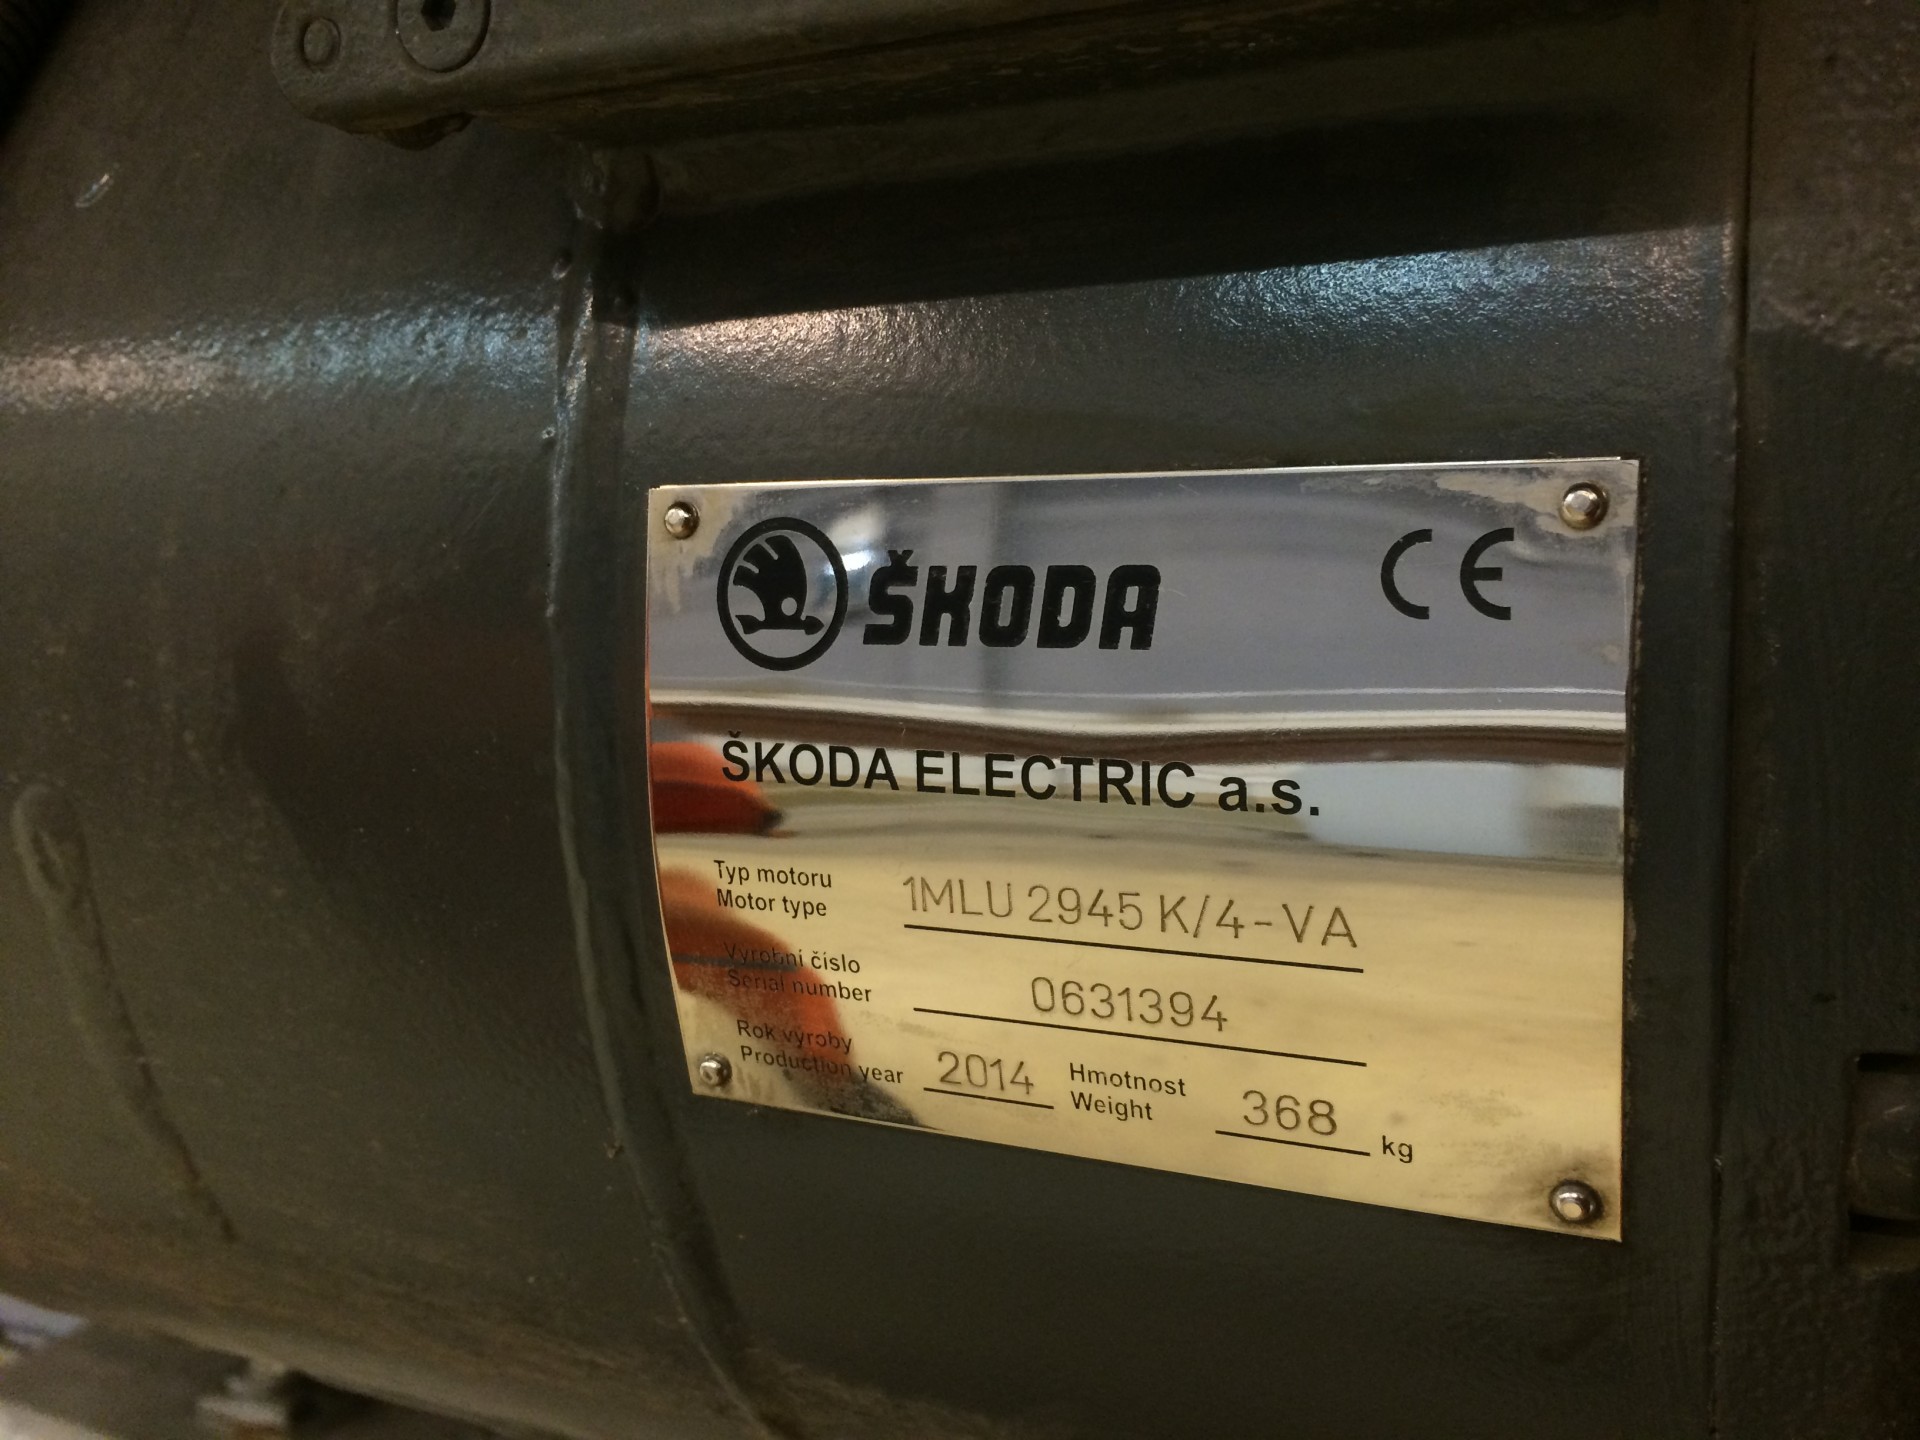 ŠKODA CE
ŠKODA ELECTRIC a.s.
Typ motoru
Motor type
1MLU 2945 K/4-VA
Výrobní číslo
Serial number
0631394
Rok výroby
Production year
2014
Hmotnost
Weight
368 kg